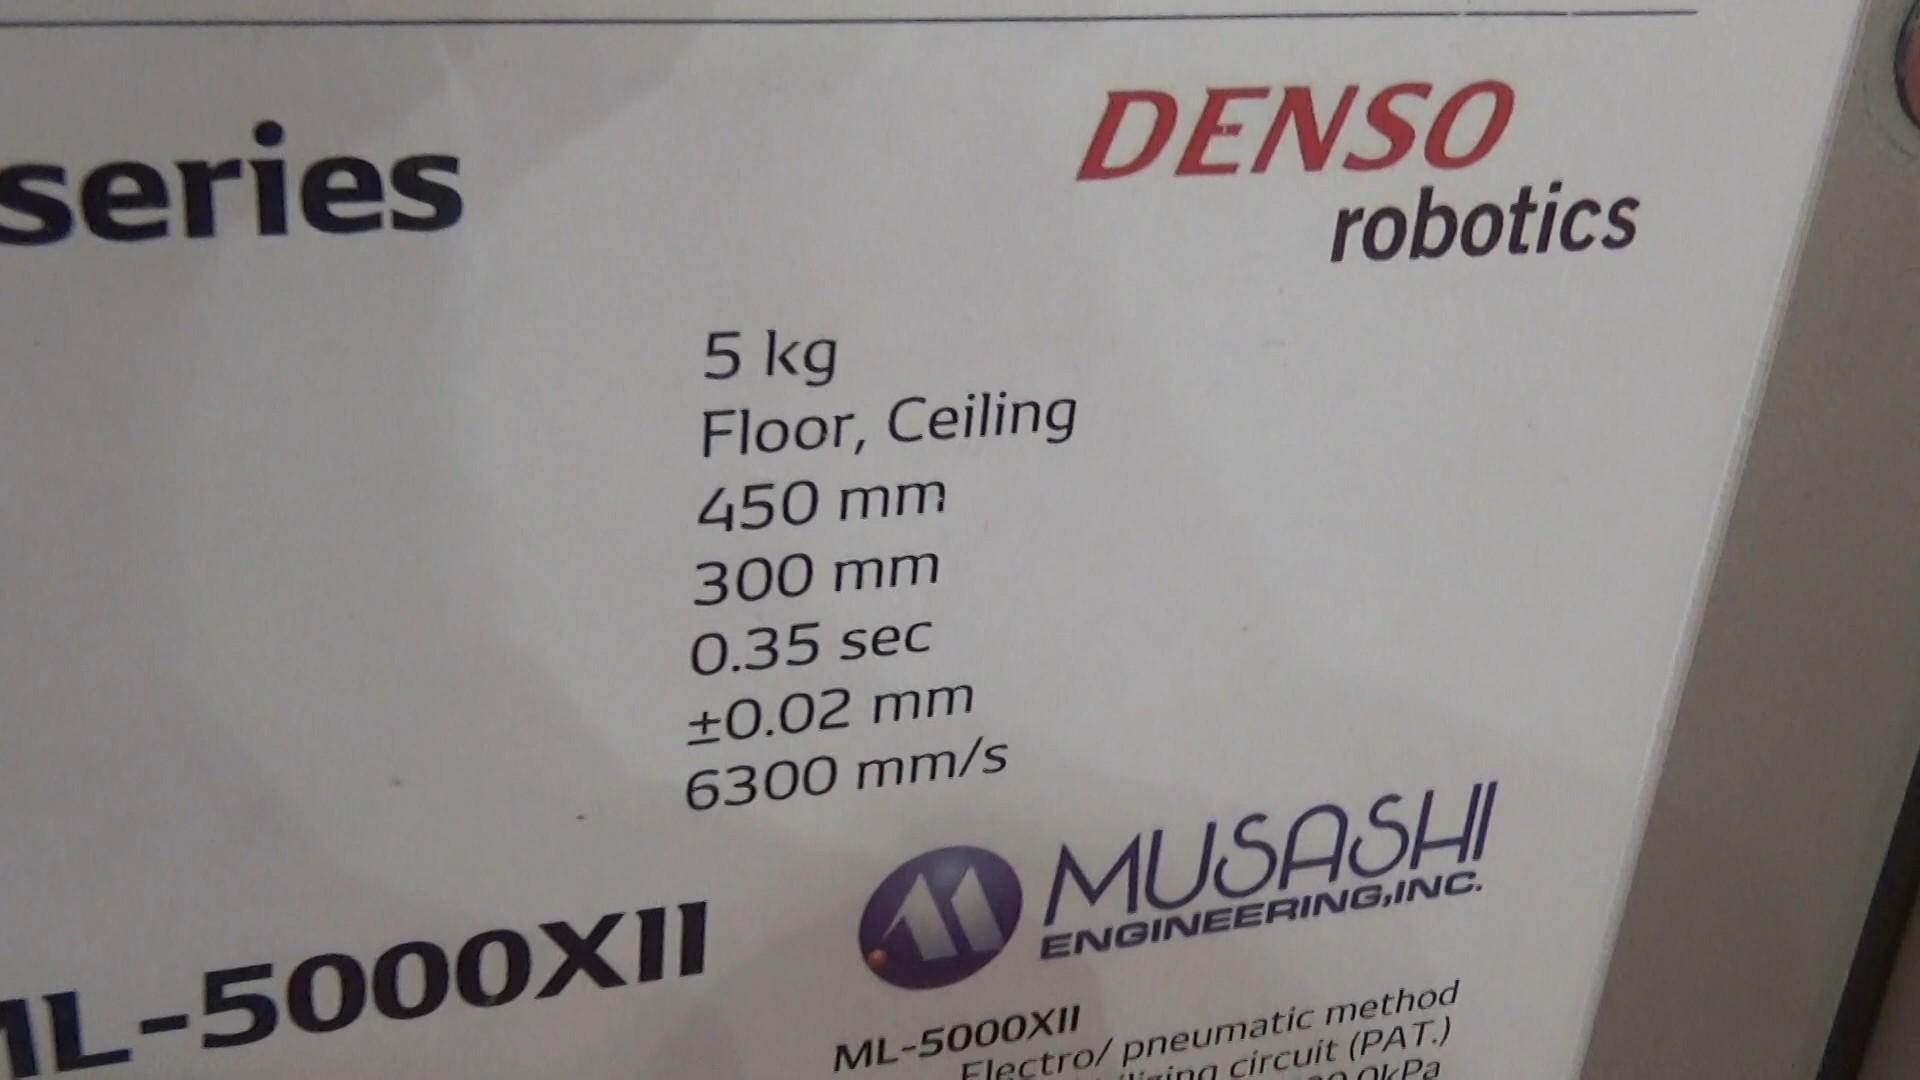 series
DENSO
robotics
5 kg
Floor, Ceiling
450 mm
300 mm
0.35 sec
±0.02 mm
6300 mm/s
MUSASHI
ENGINEERING,INC.
ML-5000XII
ML-5000XII
Electro/ pneumatic method
circuit (PAT.)